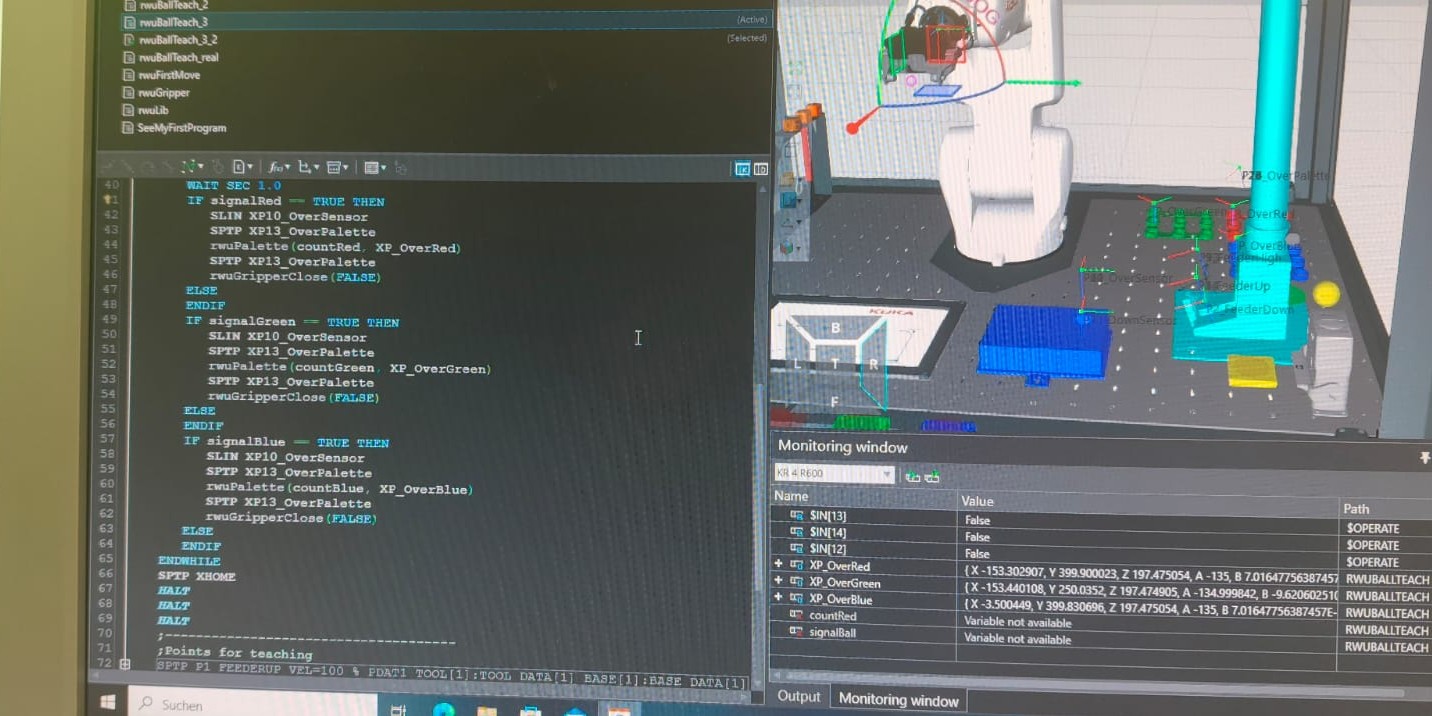 rwuBallTeach_2
rwuBallTeach_3 (Active)
rwuBallTeach_3_2 (Selected)
rwuBallTeach_real
rwuFirstMove
rwuGripper
rwuLib
SeeMyFirstProgram
40 WAIT SEC 1.0
41 IF signalRed == TRUE THEN
42 SLIN XP10_OverSensor
43 SPTP XP13_OverPalette
44 rwuPalette(countRed, XP_OverRed)
45 SPTP XP13_OverPalette
46 rwuGripperClose(FALSE)
47 ELSE
48 ENDIF
49 IF signalGreen == TRUE THEN
50 SLIN XP10_OverSensor
51 SPTP XP13_OverPalette
52 rwuPalette(countGreen, XP_OverGreen)
53 SPTP XP13_OverPalette
54 rwuGripperClose(FALSE)
55 ELSE
56 ENDIF
57 IF signalBlue == TRUE THEN
58 SLIN XP10_OverSensor
59 SPTP XP13_OverPalette
60 rwuPalette(countBlue, XP_OverBlue)
61 SPTP XP13_OverPalette
62 rwuGripperClose(FALSE)
63 ELSE
64 ENDIF
65 ENDWHILE
66 SPTP XHOME
67 HALT
68 HALT
69 HALT
70 ;-----------------------------------
71 ;Points for teaching
72 SPTP P1 FEEDERUP VEL=100 % PDAT1 TOOL[1]:TOOL DATA[1] BASE[1]:BASE DATA[1]
Suchen
_OverPalette
_OverRed
P_OverBlue
_OverSensor
FeederUp
_FeederDown
DownSensor
KUKA
B
L T R
F
Monitoring window
KR 4 R600
Name Value Path
$IN[13] False $OPERATE
$IN[14] False $OPERATE
$IN[12] False $OPERATE
XP_OverRed { X -153.302907, Y 399.900023, Z 197.475054, A -135, B 7.01647756387457 RWUBALLTEACH
XP_OverGreen { X -153.440108, Y 250.0352, Z 197.474905, A -134.999842, B -9.62060251 RWUBALLTEACH
XP_OverBlue { X -3.500449, Y 399.830696, Z 197.475054, A -135, B 7.01647756387457E- RWUBALLTEACH
countRed Variable not available RWUBALLTEACH
signalBall Variable not available RWUBALLTEACH
Output Monitoring window